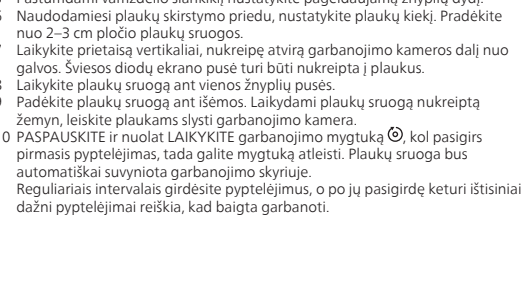 Pastumdami vamzdelio slankiklį nustatykite pageidaujamą žnyplių dydį.
Naudodamiesi plaukų skirstymo priedu, nustatykite plaukų kiekį. Pradėkite
nuo 2–3 cm pločio plaukų sruogos.
Laikykite prietaisą vertikaliai, nukreipę atvirą garbanojimo kameros dalį nuo
galvos. Šviesos diodų ekrano pusė turi būti nukreipta į plaukus.
Laikykite plaukų sruogą ant vienos žnyplių pusės.
Padėkite plaukų sruogą ant išėmos. Laikydami plaukų sruogą nukreiptą
žemyn, leiskite plaukams slysti garbanojimo kamera.
0 PASPAUSKITE ir nuolat LAIKYKITE garbanojimo mygtuką, kol pasigirs
pirmasis pyptelėjimas, tada galite mygtuką atleisti. Plaukų sruoga bus
automatiškai suvyniota garbanojimo skyriuje.
Reguliariais intervalais girdėsite pyptelėjimus, o po jų pasigirdę keturi ištisiniai
dažni pyptelėjimai reiškia, kad baigta garbanoti.